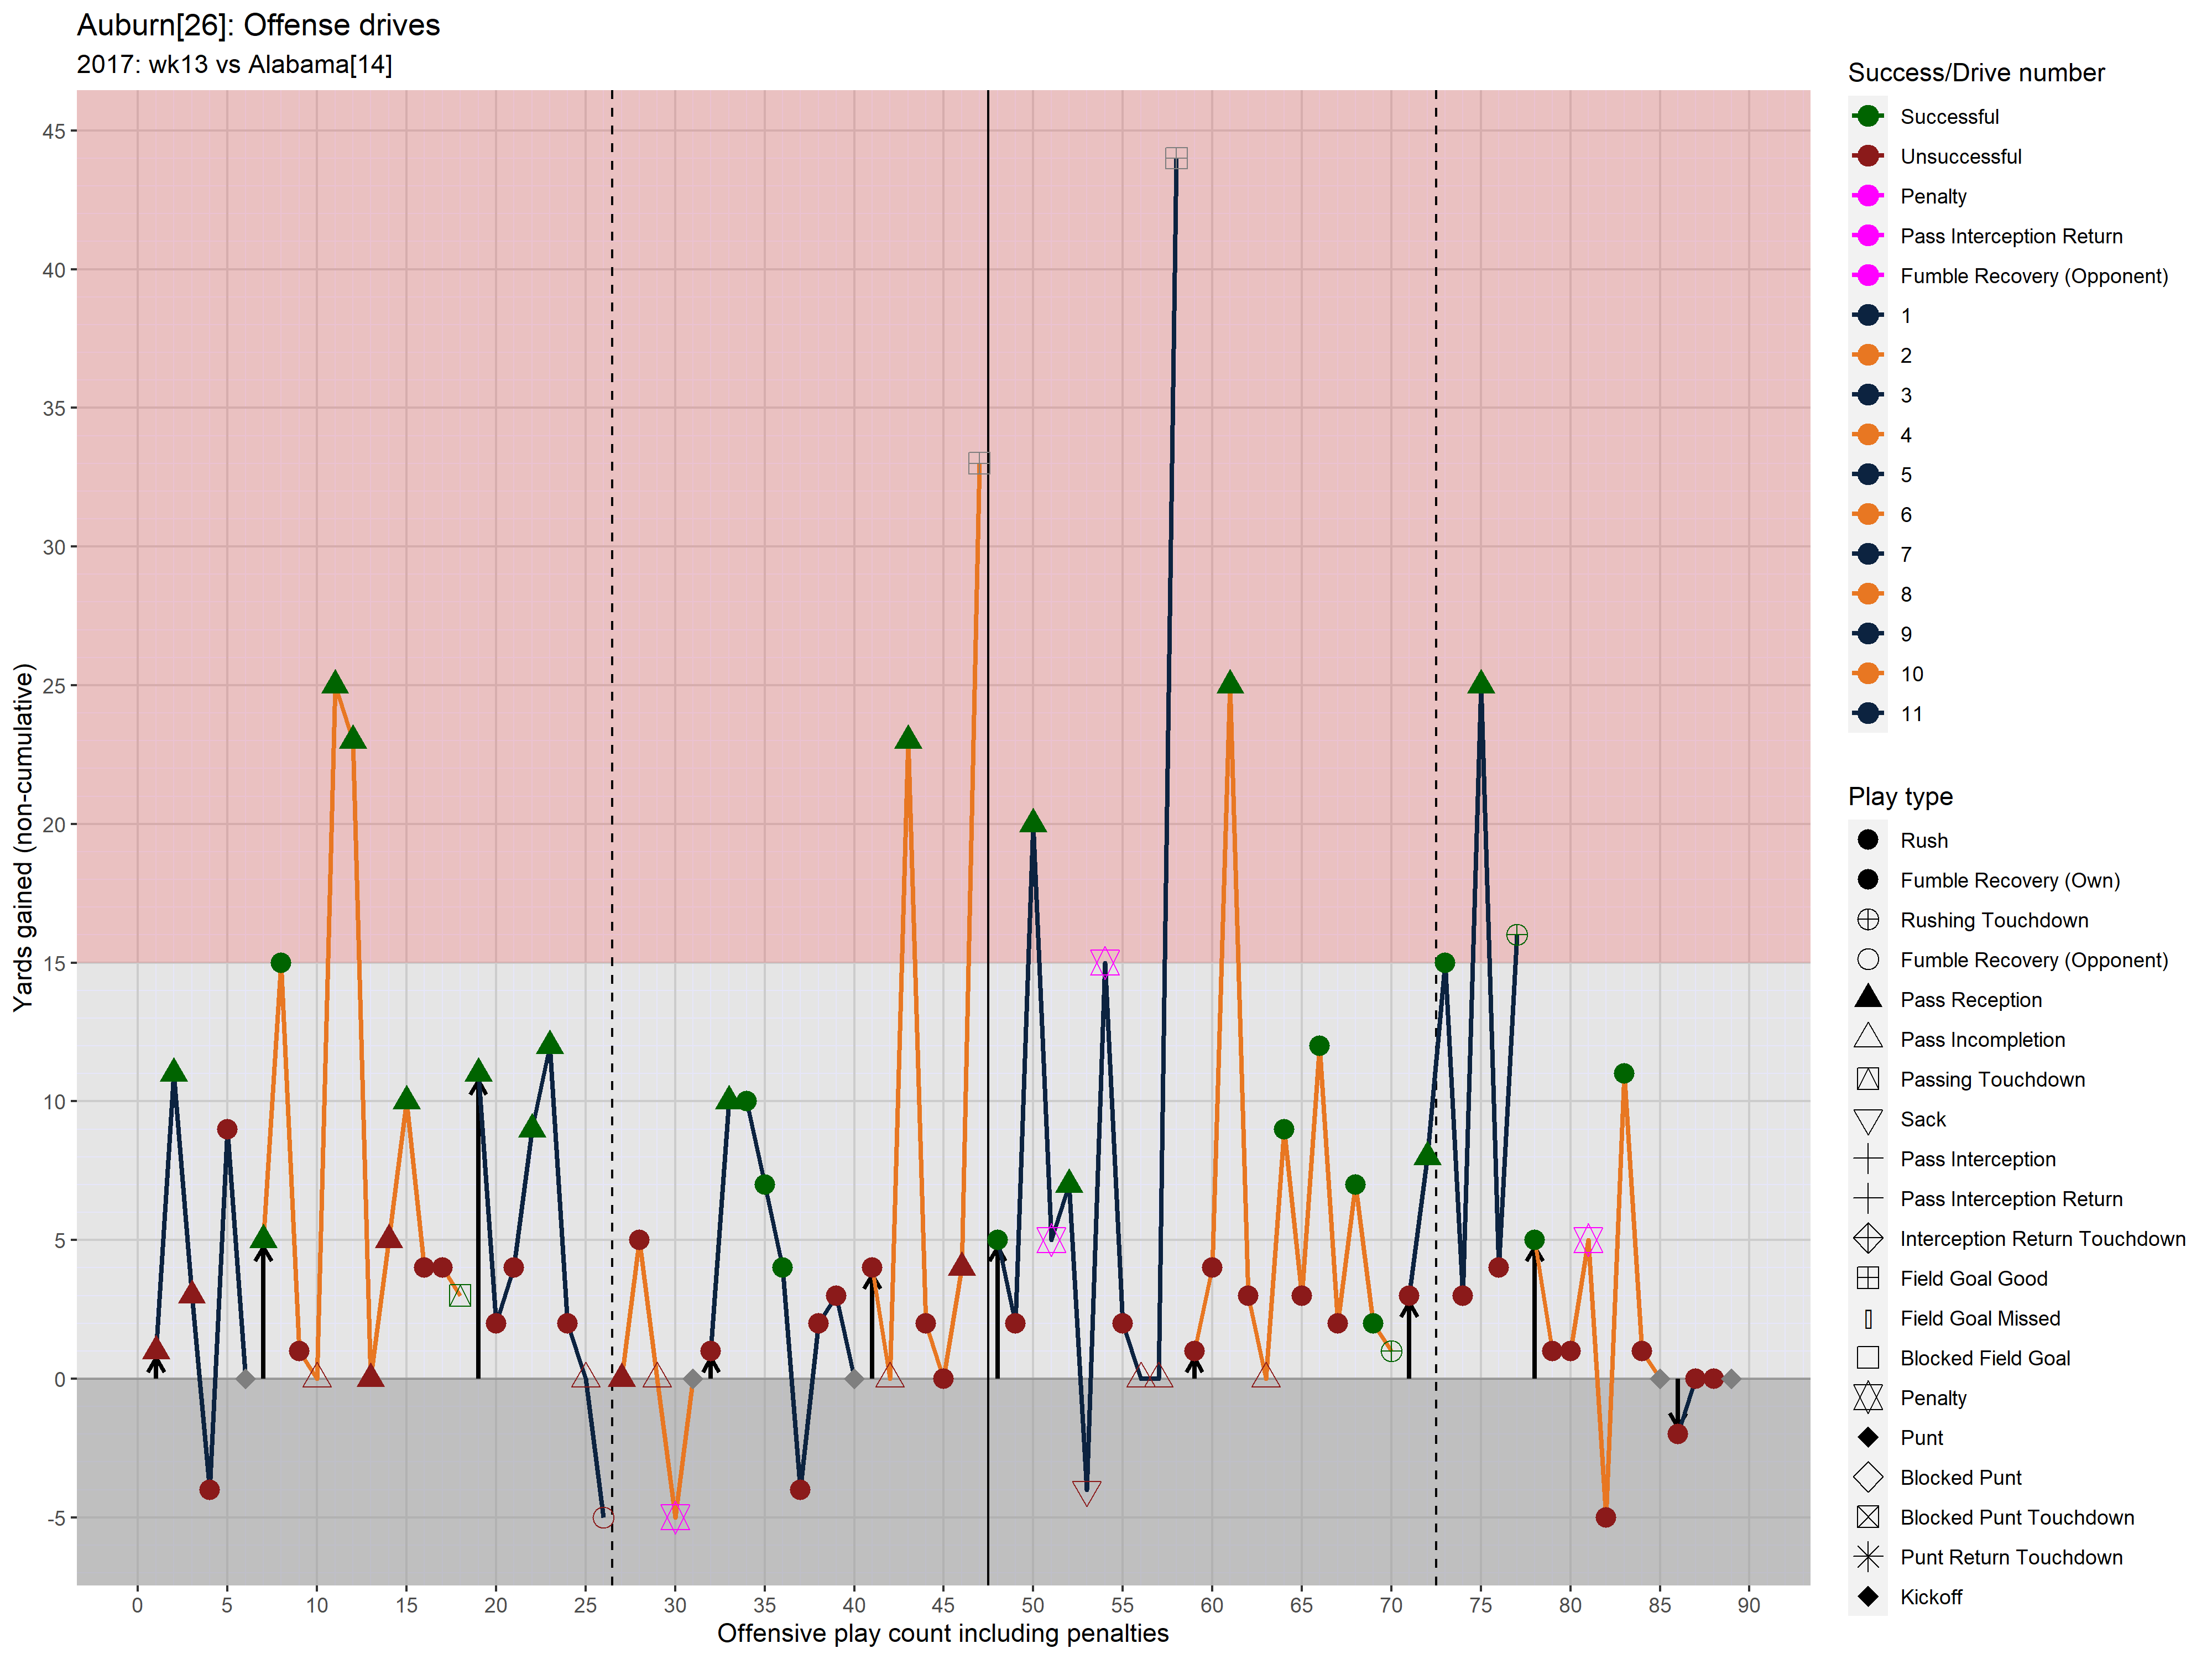 Auburn[26]: Offense drives
2017: wk13 vs Alabama[14]
Yards gained (non-cumulative)
45
40
35
30
25
20
15
10
5
0
-5
0 5 10 15 20 25 30 35 40 45 50 55 60 65 70 75 80 85 90
Offensive play count including penalties
Success/Drive number
Successful
Unsuccessful
Penalty
Pass Interception Return
Fumble Recovery (Opponent)
1
2
3
4
5
6
7
8
9
10
11
Play type
Rush
Fumble Recovery (Own)
Rushing Touchdown
Fumble Recovery (Opponent)
Pass Reception
Pass Incompletion
Passing Touchdown
Sack
Pass Interception
Pass Interception Return
Interception Return Touchdown
Field Goal Good
Field Goal Missed
Blocked Field Goal
Penalty
Punt
Blocked Punt
Blocked Punt Touchdown
Punt Return Touchdown
Kickoff